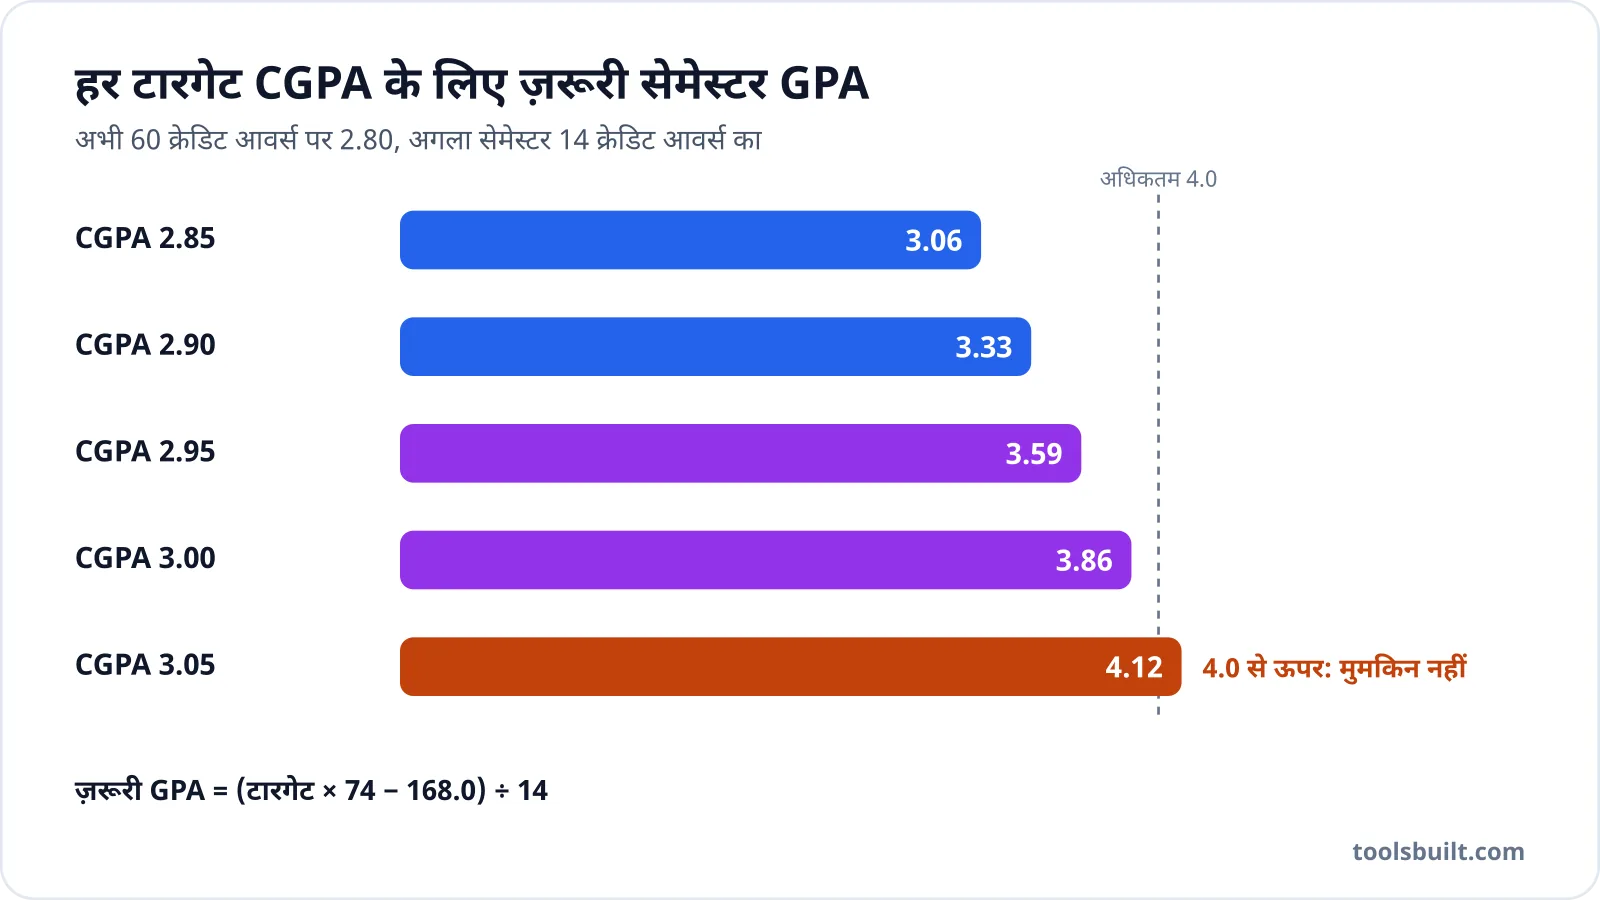 हर टारगेट CGPA के लिए ज़रूरी सेमेस्टर GPA
अभी 60 क्रेडिट आवर्स पर 2.80, अगला सेमेस्टर 14 क्रेडिट आवर्स का
अधिकतम 4.0
CGPA 2.85 3.06
CGPA 2.90 3.33
CGPA 2.95 3.59
CGPA 3.00 3.86
CGPA 3.05 4.12 4.0 से ऊपर: मुमकिन नहीं
ज़रूरी GPA = (टारगेट × 74 − 168.0) ÷ 14
toolsbuilt.com